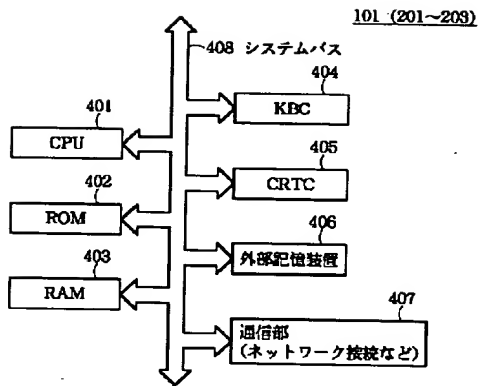 101 (201~203)
408 システムバス
404
KBC
401
CPU
405
CRTC
402
ROM
406
外部記憶装置
403
RAM
407
通信部
(ネットワーク接続など)